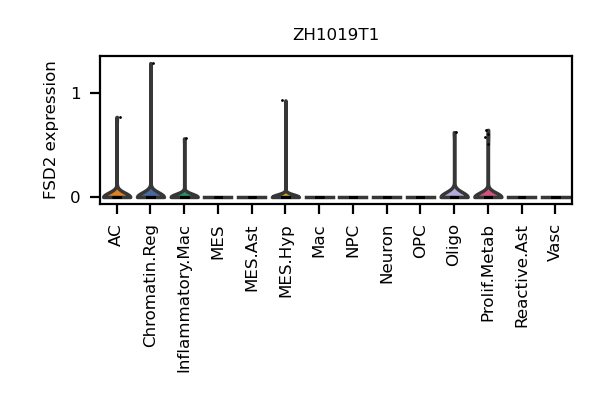 ZH1019T1
FSD2 expression
1
0
AC
Chromatin.Reg
Inflammatory.Mac
MES
MES.Ast
MES.Hyp
Mac
NPC
Neuron
OPC
Oligo
Prolif.Metab
Reactive.Ast
Vasc